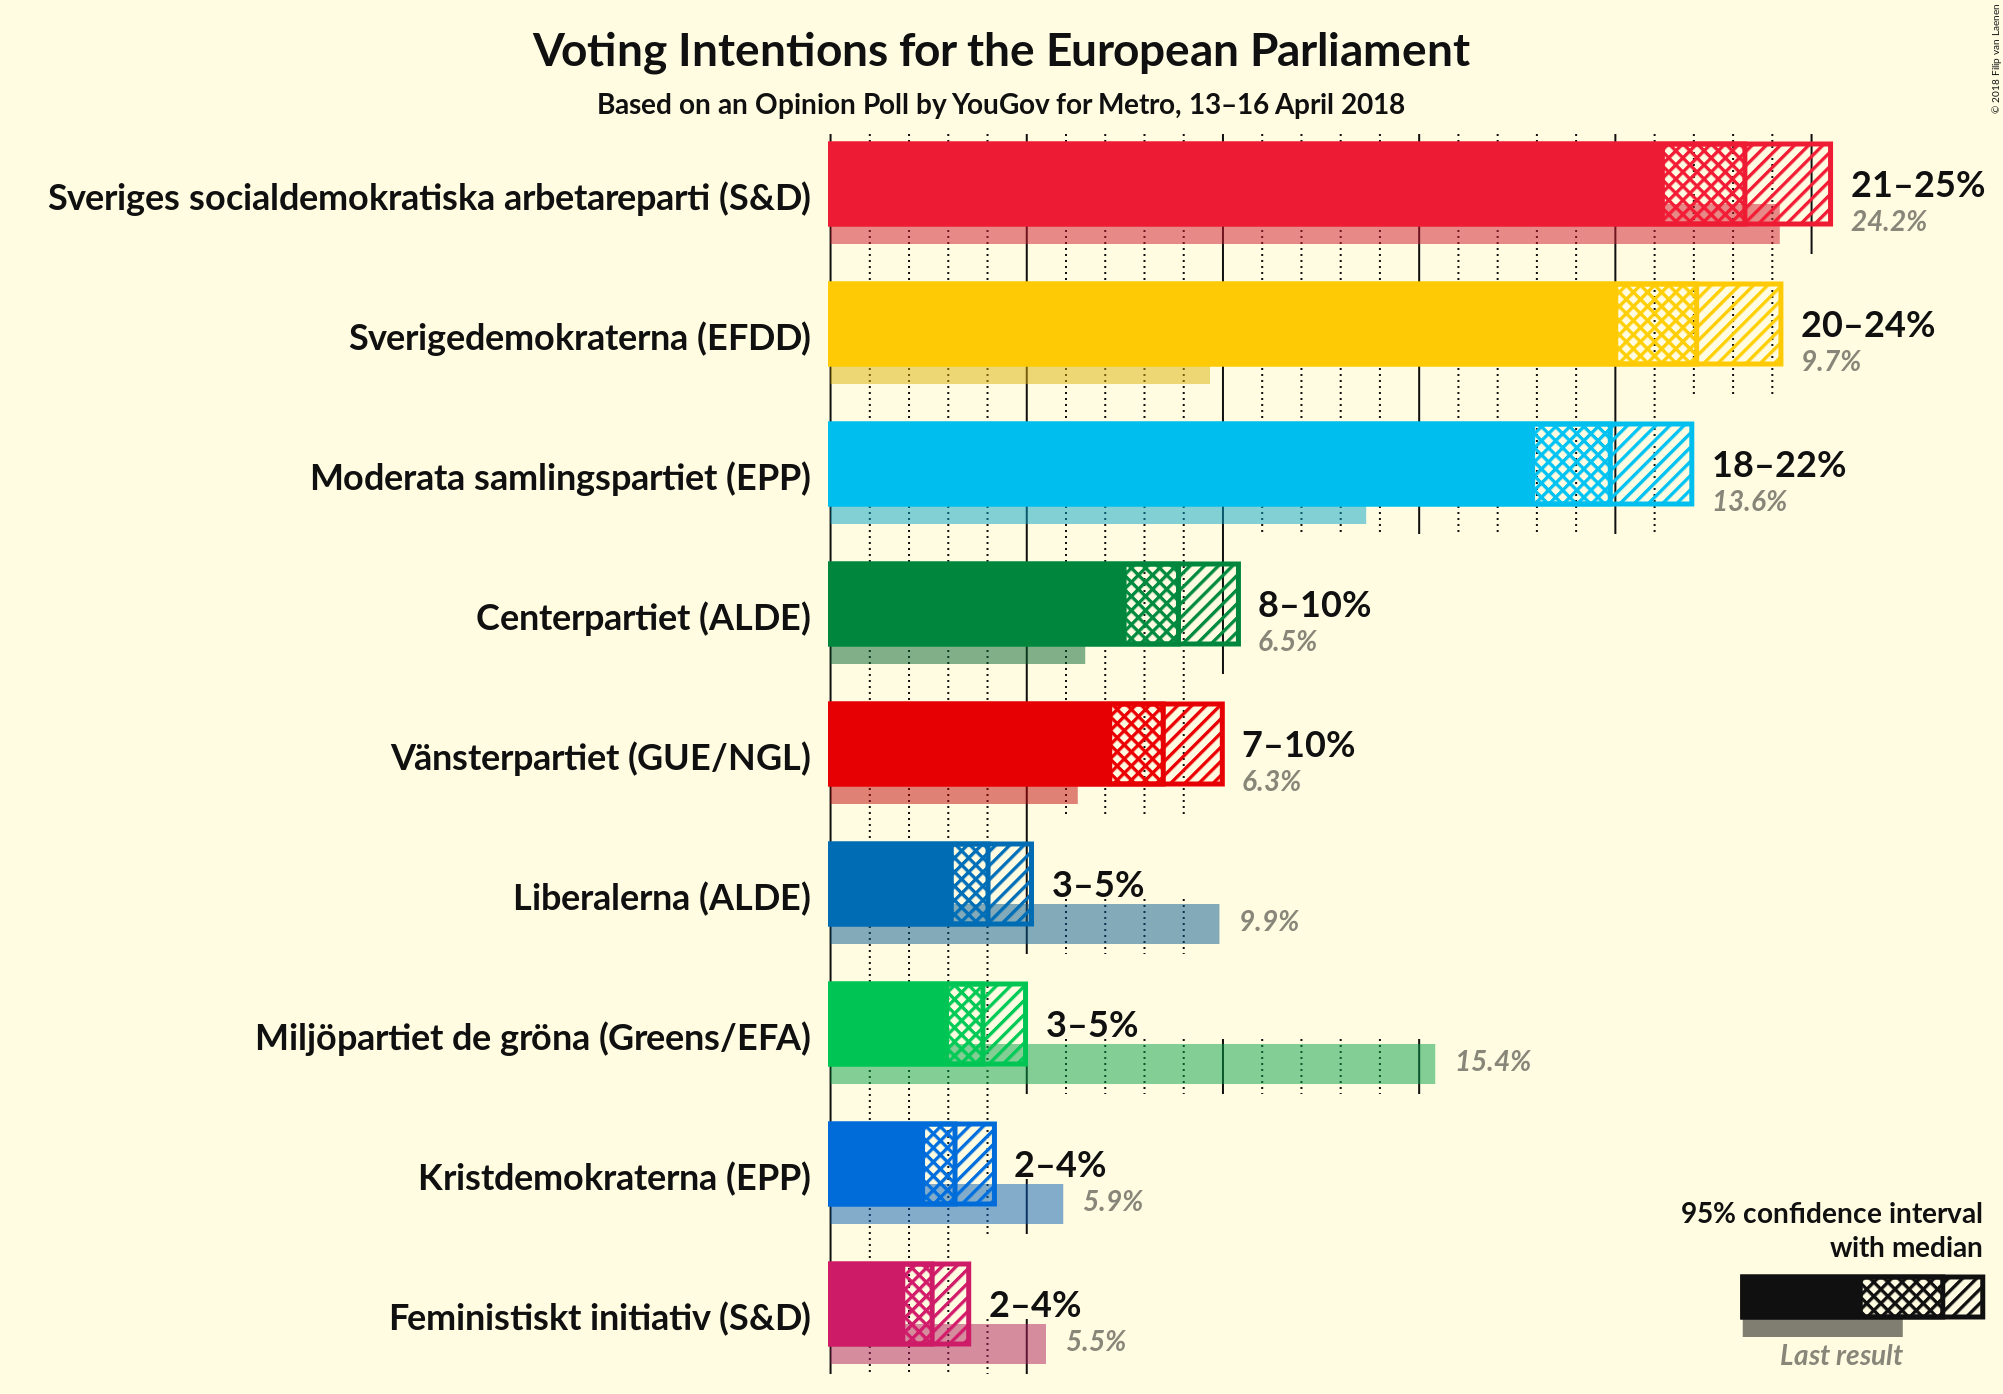 Voting Intentions for the European Parliament
Based on an Opinion Poll by YouGov for Metro, 13–16 April 2018
© 2018 Filip van Laenen
Sveriges socialdemokratiska arbetareparti (S&D)
21–25%
24.2%
Sverigedemokraterna (EFDD)
20–24%
9.7%
Moderata samlingspartiet (EPP)
18–22%
13.6%
Centerpartiet (ALDE)
8–10%
6.5%
Vänsterpartiet (GUE/NGL)
7–10%
6.3%
Liberalerna (ALDE)
3–5%
9.9%
Miljöpartiet de gröna (Greens/EFA)
3–5%
15.4%
Kristdemokraterna (EPP)
2–4%
5.9%
Feministiskt initiativ (S&D)
2–4%
5.5%
95% confidence interval
with median
Last result